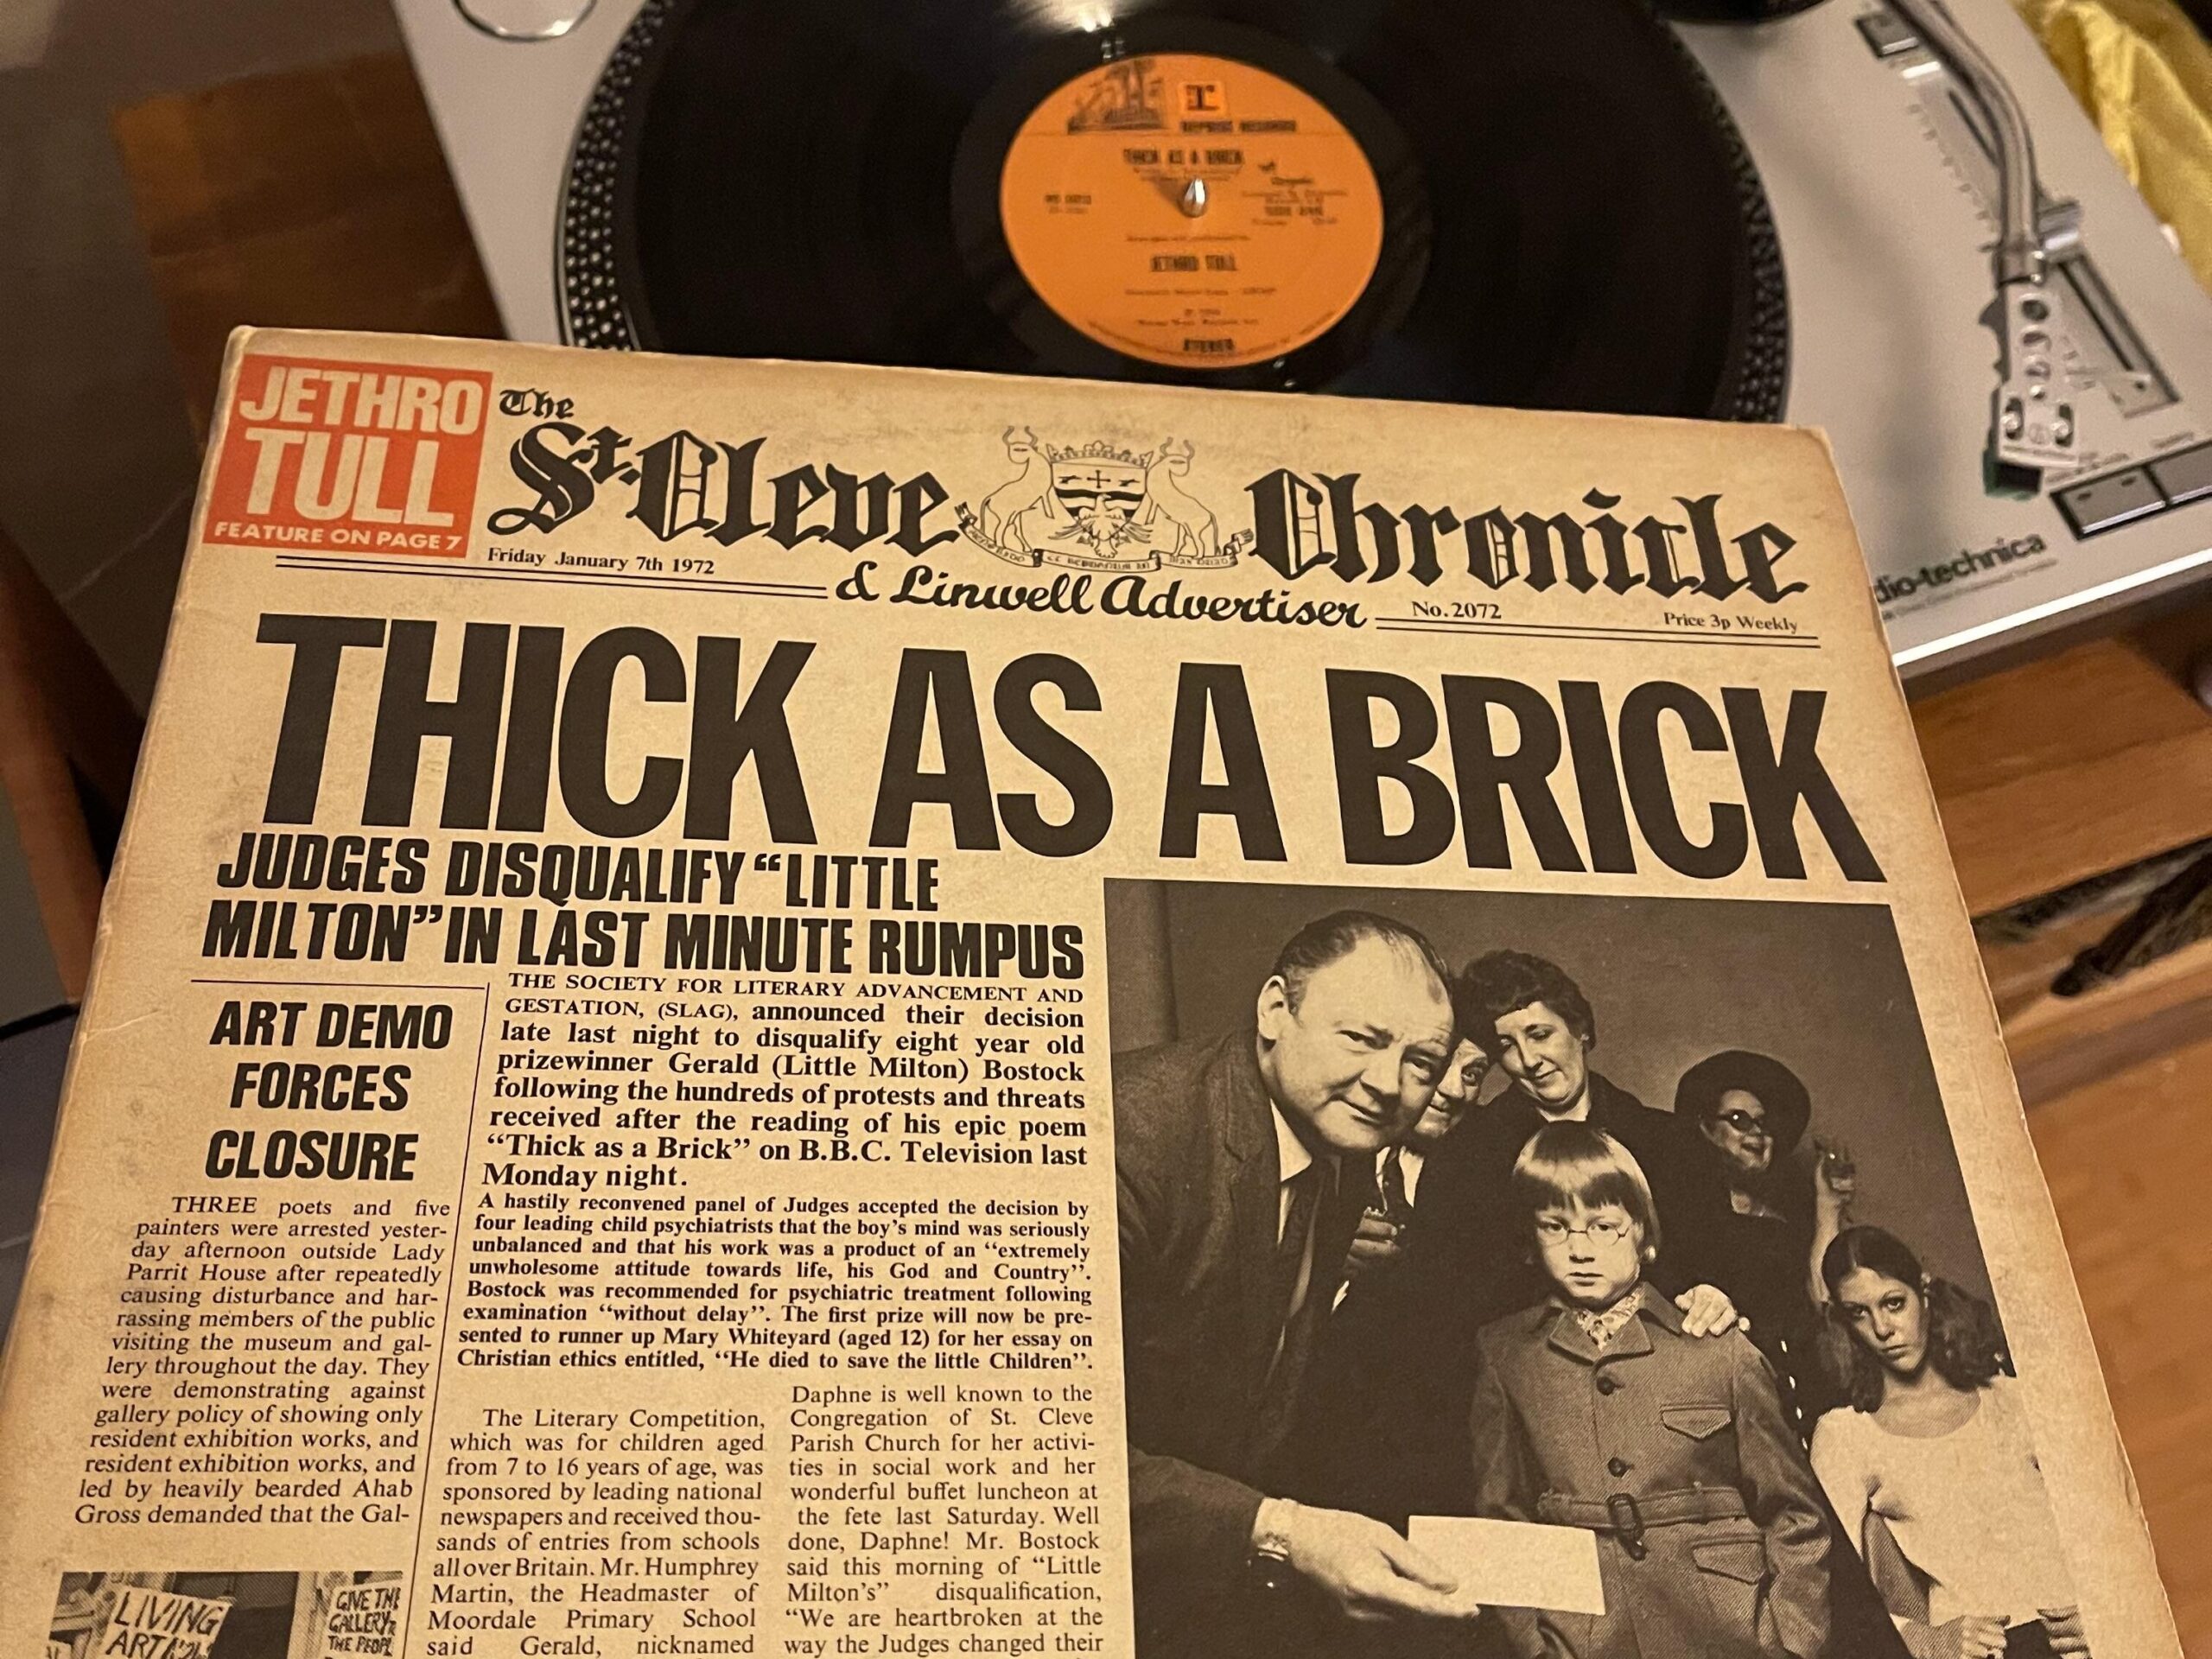 REPRISE RECORDS
THICK AS A BRICK
JETHRO TULL
STEREO
dio-technica
JETHRO
TULL
FEATURE ON PAGE 7
The
St. Cleve Chronicle
Friday January 7th 1972
& Linwell Advertiser
No. 2072
Price 3p Weekly
THICK AS A BRICK
JUDGES DISQUALIFY “LITTLE
MILTON” IN LAST MINUTE RUMPUS
ART DEMO
FORCES
CLOSURE
THREE poets and five
painters were arrested yester-
day afternoon outside Lady
Parrit House after repeatedly
causing disturbance and har-
rassing members of the public
visiting the museum and gal-
lery throughout the day. They
were demonstrating against
gallery policy of showing only
resident exhibition works, and
resident exhibition works, and
led by heavily bearded Ahab
Gross demanded that the Gal-
LIVING
ART
GIVE THE
GALLERY
THE PEOPL
THE SOCIETY FOR LITERARY ADVANCEMENT AND
GESTATION, (SLAG), announced their decision
late last night to disqualify eight year old
prizewinner Gerald (Little Milton) Bostock
following the hundreds of protests and threats
received after the reading of his epic poem
“Thick as a Brick” on B.B.C. Television last
Monday night.
A hastily reconvened panel of Judges accepted the decision by
four leading child psychiatrists that the boy’s mind was seriously
unbalanced and that his work was a product of an “extremely
unwholesome attitude towards life, his God and Country”.
Bostock was recommended for psychiatric treatment following
examination “without delay”. The first prize will now be pre-
sented to runner up Mary Whiteyard (aged 12) for her essay on
Christian ethics entitled, “He died to save the little Children”.
The Literary Competition,
which was for children aged
from 7 to 16 years of age, was
sponsored by leading national
newspapers and received thou-
sands of entries from schools
all over Britain. Mr. Humphrey
Martin, the Headmaster of
Moordale Primary School
said Gerald, nicknamed
Daphne is well known to the
Congregation of St. Cleve
Parish Church for her activi-
ties in social work and her
wonderful buffet luncheon at
the fete last Saturday. Well
done, Daphne! Mr. Bostock
said this morning of “Little
Milton’s” disqualification,
“We are heartbroken at the
way the Judges changed their